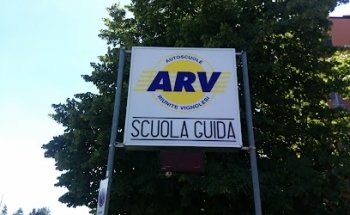 AUTOSCUOLE
ARV
RIUNITE VIGNOLESI
SCUOLA GUIDA